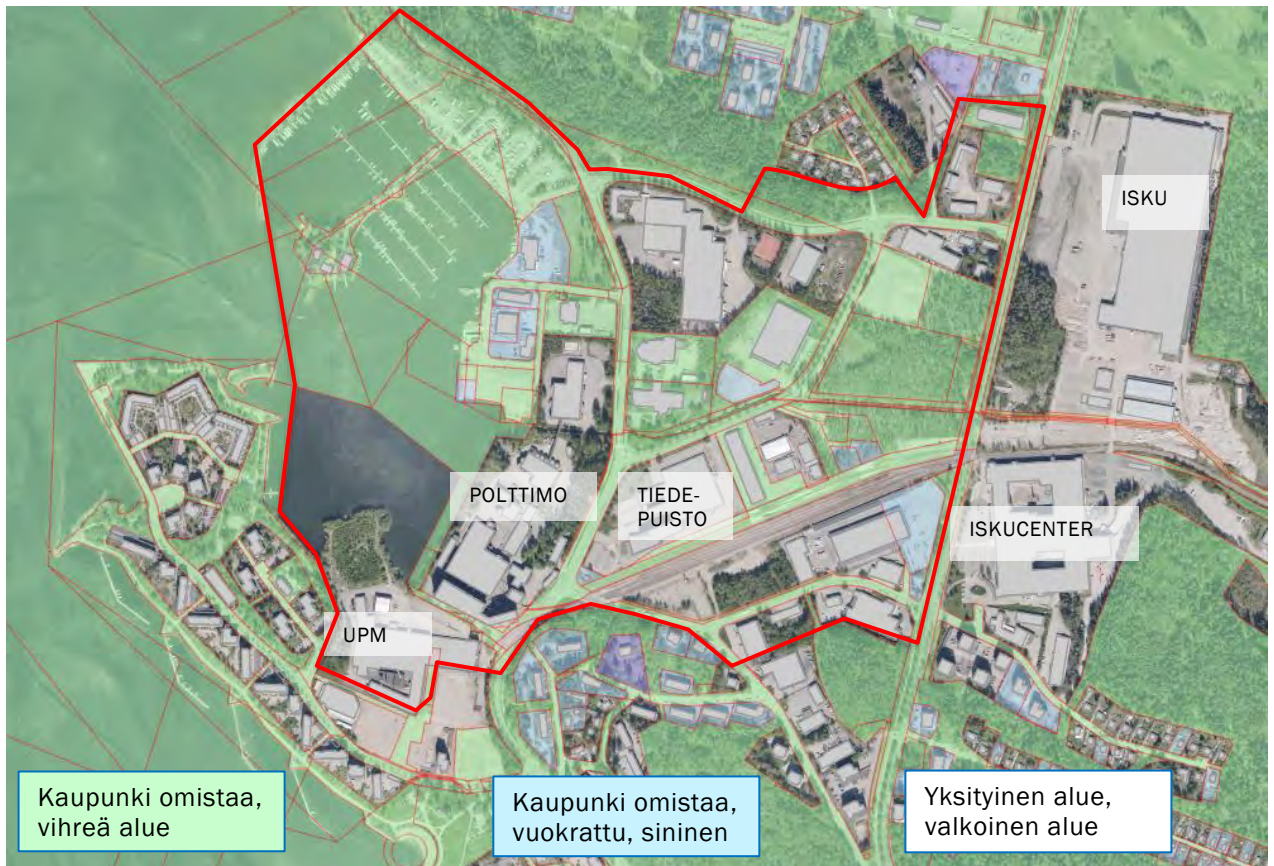 ISKU
POLTTIMO
TIEDE-
PUISTO
ISKUCENTER
UPM
Kaupunki omistaa,
vihreä alue
Kaupunki omistaa,
vuokrattu, sininen
Yksityinen alue,
valkoinen alue